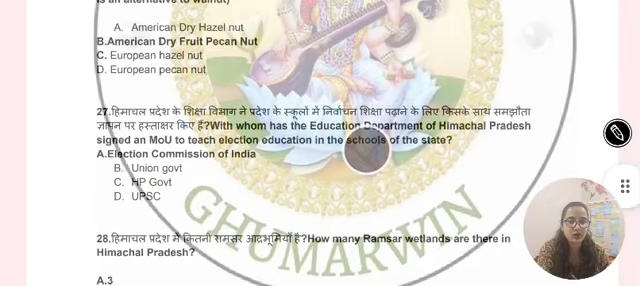 is an alternative to walnut)
A. American Dry Hazel nut
B.American Dry Fruit Pecan Nut
C. European hazel nut
D. European pecan nut
27.हिमाचल प्रदेश के शिक्षा विभाग ने प्रदेश के स्कूलों में निर्वाचन शिक्षा पढ़ाने के लिए किसके साथ समझौता
ज्ञापन पर हस्ताक्षर किए हैं?With whom has the Education Department of Himachal Pradesh
signed an MoU to teach election education in the schools of the state?
A.Election Commission of India
B. Union govt
C. HP Govt
D. UPSC
28.हिमाचल प्रदेश में कितनी रामसर आद्रभूमियाँ है?How many Ramsar wetlands are there in
Himachal Pradesh?
A.3
GHUMARWIN